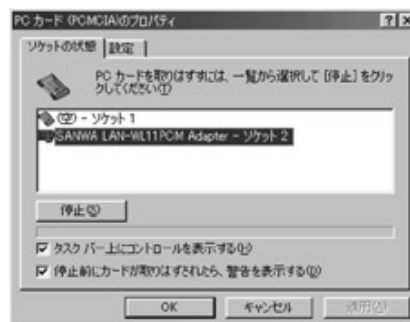 PC カード (PCMCIA)のプロパティ
ソケットの状態 設定
PC カードを取りはずすには、一覧から選択して [停止] をクリッ
クしてください(I)
(空) - ソケット 1
SANWA LAN-WL11PCM Adapter - ソケット 2
停止(S)
タスク バー上にコントロールを表示する(H)
停止前にカードが取りはずされたら、警告を表示する(D)
OK キャンセル 適用(A)